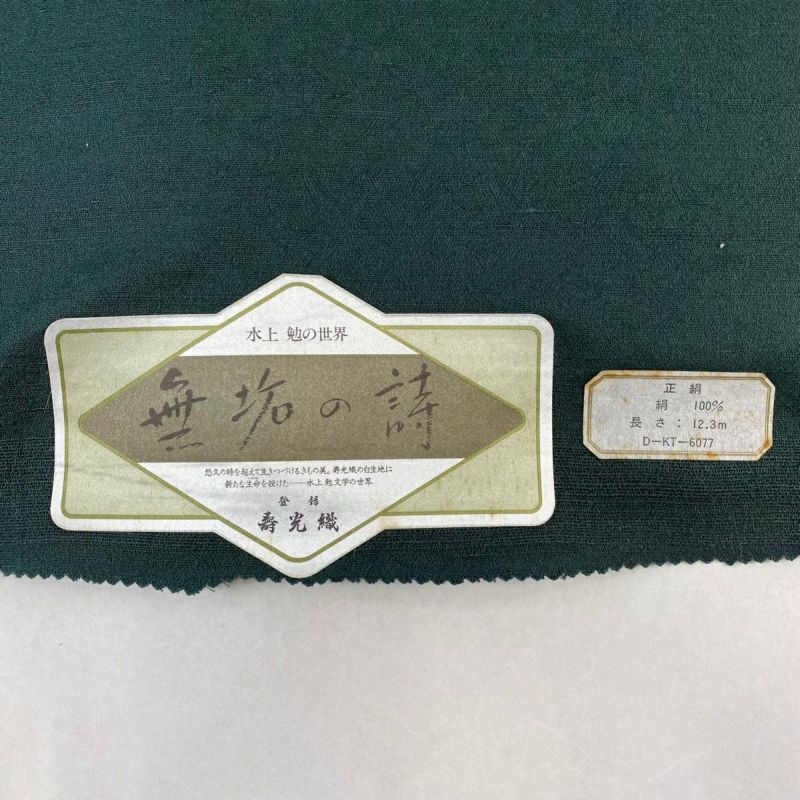 水上 勉の世界
無垢の詩
悠久の時を超えて生きつづけるきもの美。寿光織の白生地に
新たな生命を授けた──水上 勉文学の世界
登録
壽光織
正絹
絹 100%
長さ：12.3m
D-KT-6077